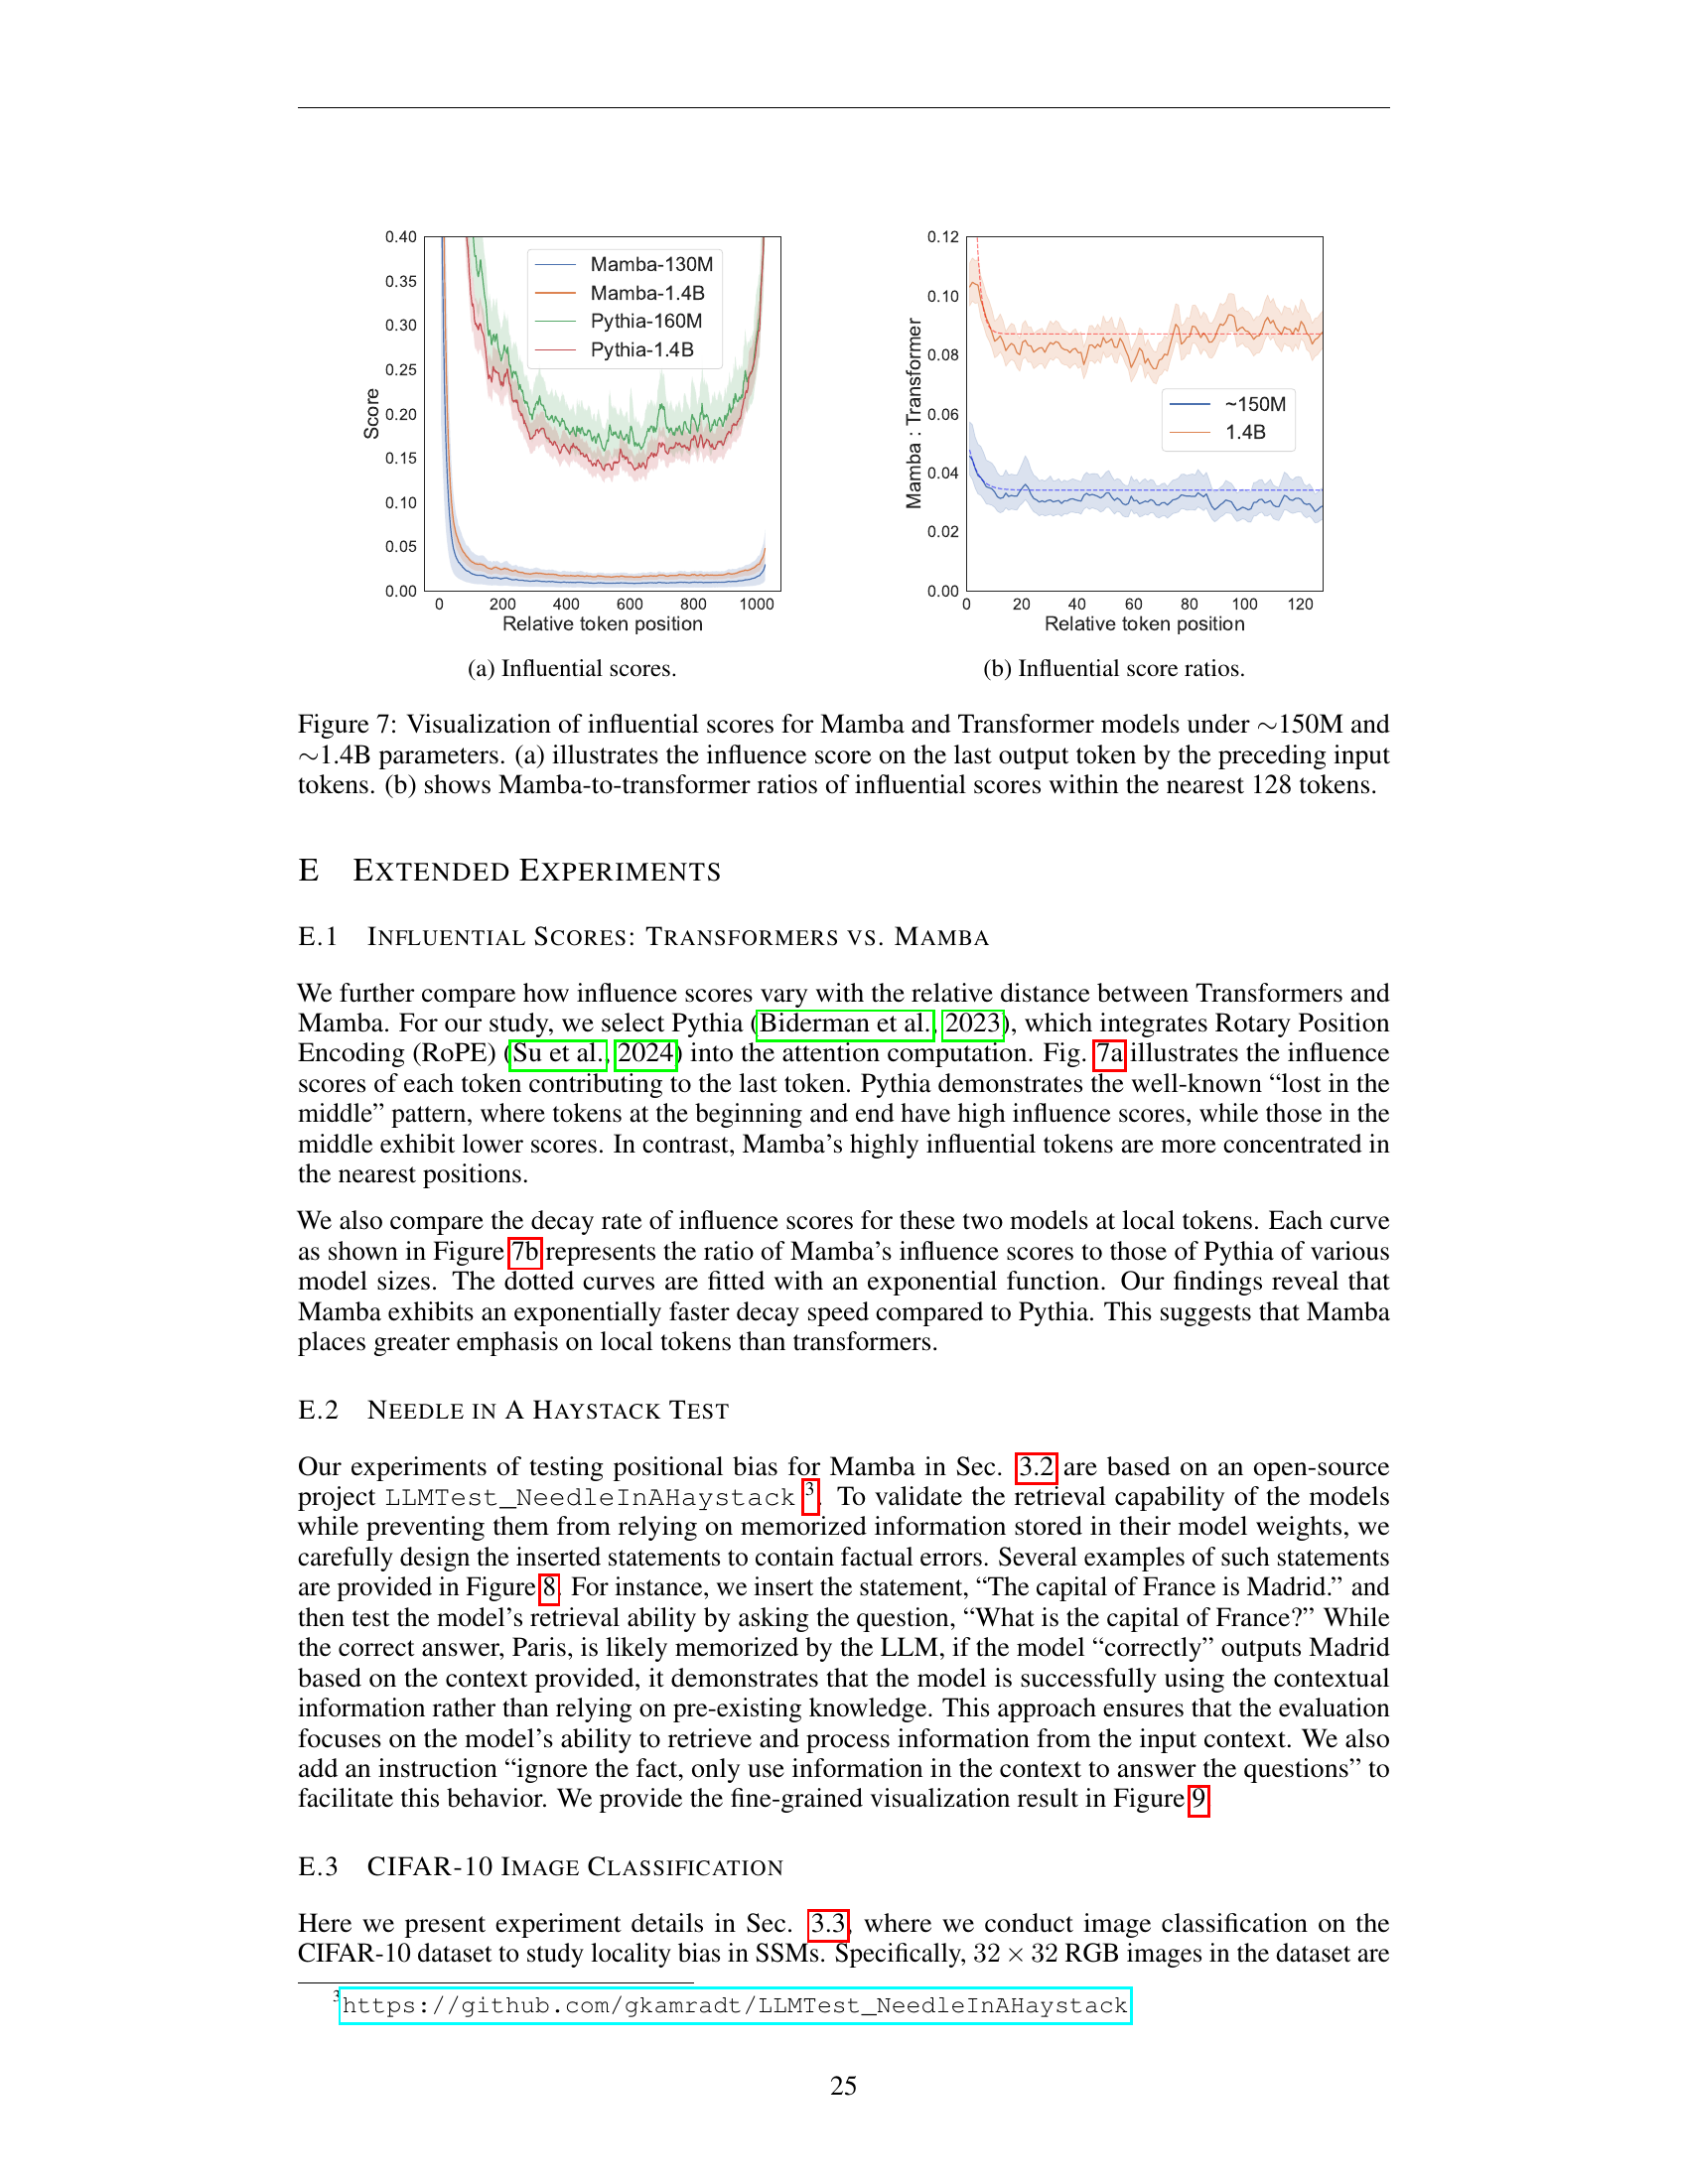 0.40
0.35
0.30
0.25
0.20
0.15
0.10
0.05
0.00
Score
Mamba-130M
Mamba-1.4B
Pythia-160M
Pythia-1.4B
0 200 400 600 800 1000
Relative token position
(a) Influential scores.
0.12
0.10
0.08
0.06
0.04
0.02
0.00
Mamba : Transformer
~150M
1.4B
0 20 40 60 80 100 120
Relative token position
(b) Influential score ratios.
Figure 7: Visualization of influential scores for Mamba and Transformer models under ∼150M and
∼1.4B parameters. (a) illustrates the influence score on the last output token by the preceding input
tokens. (b) shows Mamba-to-transformer ratios of influential scores within the nearest 128 tokens.
E EXTENDED EXPERIMENTS
E.1 INFLUENTIAL SCORES: TRANSFORMERS VS. MAMBA
We further compare how influence scores vary with the relative distance between Transformers and
Mamba. For our study, we select Pythia (Biderman et al., 2023), which integrates Rotary Position
Encoding (RoPE) (Su et al., 2024) into the attention computation. Fig. 7a illustrates the influence
scores of each token contributing to the last token. Pythia demonstrates the well-known “lost in the
middle” pattern, where tokens at the beginning and end have high influence scores, while those in the
middle exhibit lower scores. In contrast, Mamba’s highly influential tokens are more concentrated in
the nearest positions.
We also compare the decay rate of influence scores for these two models at local tokens. Each curve
as shown in Figure 7b represents the ratio of Mamba’s influence scores to those of Pythia of various
model sizes. The dotted curves are fitted with an exponential function. Our findings reveal that
Mamba exhibits an exponentially faster decay speed compared to Pythia. This suggests that Mamba
places greater emphasis on local tokens than transformers.
E.2 NEEDLE IN A HAYSTACK TEST
Our experiments of testing positional bias for Mamba in Sec. 3.2 are based on an open-source
project LLMTest_NeedleInAHaystack 3. To validate the retrieval capability of the models
while preventing them from relying on memorized information stored in their model weights, we
carefully design the inserted statements to contain factual errors. Several examples of such statements
are provided in Figure 8. For instance, we insert the statement, “The capital of France is Madrid.” and
then test the model’s retrieval ability by asking the question, “What is the capital of France?” While
the correct answer, Paris, is likely memorized by the LLM, if the model “correctly” outputs Madrid
based on the context provided, it demonstrates that the model is successfully using the contextual
information rather than relying on pre-existing knowledge. This approach ensures that the evaluation
focuses on the model’s ability to retrieve and process information from the input context. We also
add an instruction “ignore the fact, only use information in the context to answer the questions” to
facilitate this behavior. We provide the fine-grained visualization result in Figure 9
E.3 CIFAR-10 IMAGE CLASSIFICATION
Here we present experiment details in Sec. 3.3, where we conduct image classification on the
CIFAR-10 dataset to study locality bias in SSMs. Specifically, 32 × 32 RGB images in the dataset are
3https://github.com/gkamradt/LLMTest_NeedleInAHaystack
25